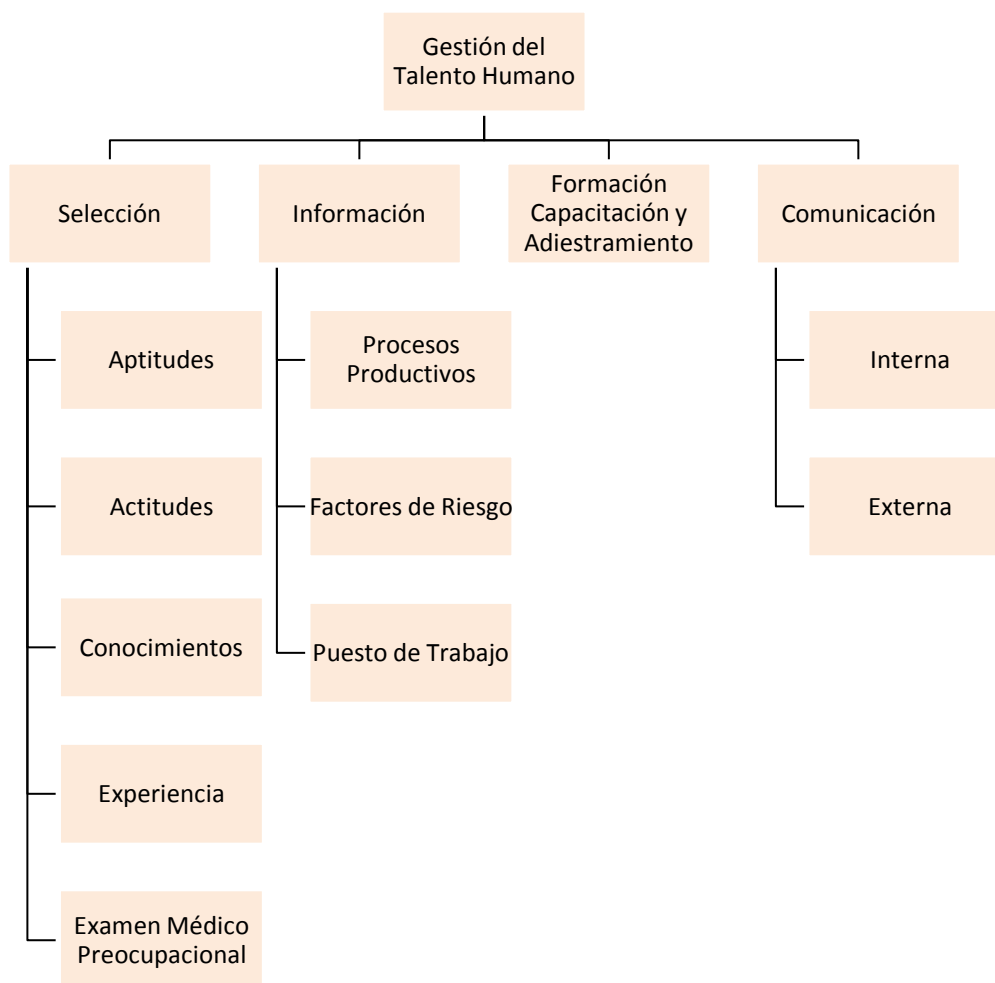 Gestión del
Talento Humano
Selección
Información
Formación
Capacitación y
Adiestramiento
Comunicación
Aptitudes
Actitudes
Conocimientos
Experiencia
Examen Médico
Preocupacional
Procesos
Productivos
Factores de Riesgo
Puesto de Trabajo
Interna
Externa